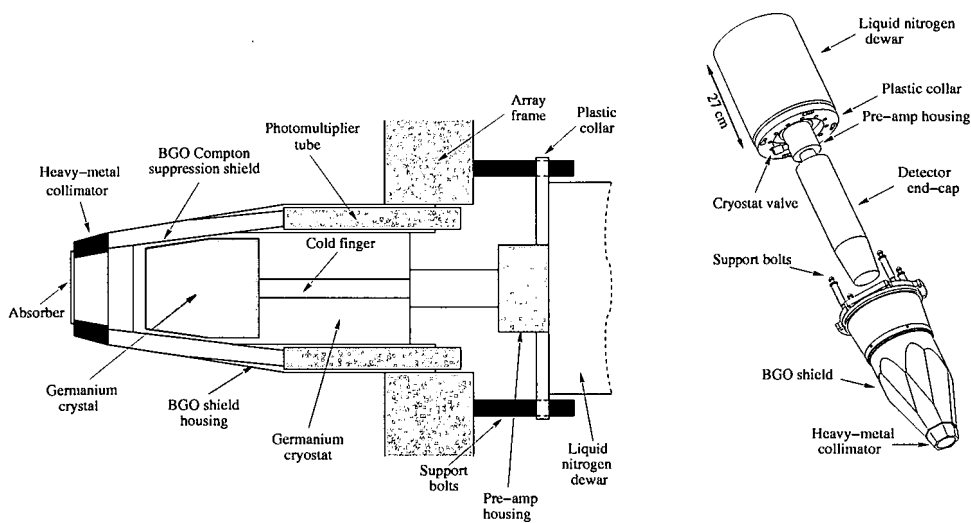 Array
frame
Plastic
collar
Photomultiplier
tube
BGO Compton
suppression shield
Heavy-metal
collimator
Cold finger
Absorber
Germanium
crystal
BGO shield
housing
Germanium
cryostat
Support
bolts
Pre-amp
housing
Liquid
nitrogen
dewar
Liquid nitrogen
dewar
27 cm
Plastic collar
Pre-amp housing
Detector
end-cap
Cryostat valve
Support bolts
BGO shield
Heavy-metal
collimator